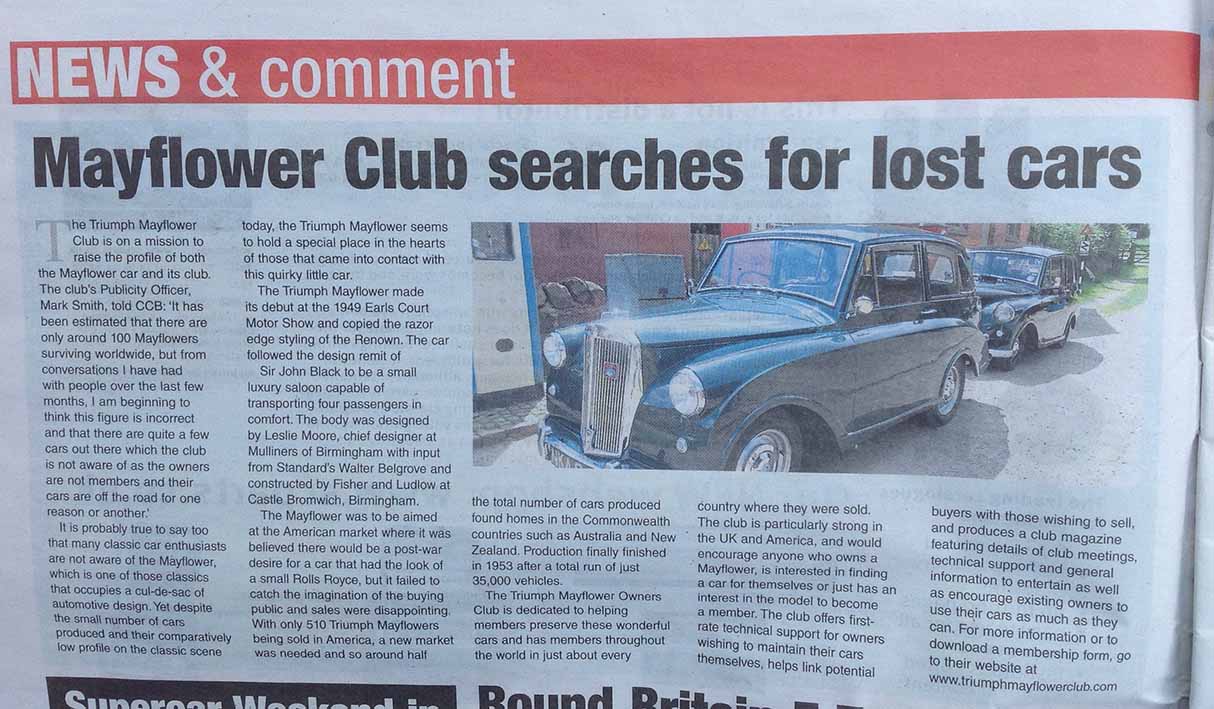 NEWS & comment
Mayflower Club searches for lost cars
The Triumph Mayflower
Club is on a mission to
raise the profile of both
the Mayflower car and its club.
The club's Publicity Officer,
Mark Smith, told CCB: 'It has
been estimated that there are
only around 100 Mayflowers
surviving worldwide, but from
conversations I have had
with people over the last few
months, I am beginning to
think this figure is incorrect
and that there are quite a few
cars out there which the club
is not aware of as the owners
are not members and their
cars are off the road for one
reason or another.'
It is probably true to say too
that many classic car enthusiasts
are not aware of the Mayflower,
which is one of those classics
that occupies a cul-de-sac of
automotive design. Yet despite
the small number of cars
produced and their comparatively
low profile on the classic scene
today, the Triumph Mayflower seems
to hold a special place in the hearts
of those that came into contact with
this quirky little car.
The Triumph Mayflower made
its debut at the 1949 Earls Court
Motor Show and copied the razor
edge styling of the Renown. The car
followed the design remit of
Sir John Black to be a small
luxury saloon capable of
transporting four passengers in
comfort. The body was designed
by Leslie Moore, chief designer at
Mulliners of Birmingham with input
from Standard's Walter Belgrove and
constructed by Fisher and Ludlow at
Castle Bromwich, Birmingham.
The Mayflower was to be aimed
at the American market where it was
believed there would be a post-war
desire for a car that had the look of
a small Rolls Royce, but it failed to
catch the imagination of the buying
public and sales were disappointing.
With only 510 Triumph Mayflowers
being sold in America, a new market
was needed and so around half
the total number of cars produced
found homes in the Commonwealth
countries such as Australia and New
Zealand. Production finally finished
in 1953 after a total run of just
35,000 vehicles.
The Triumph Mayflower Owners
Club is dedicated to helping
members preserve these wonderful
cars and has members throughout
the world in just about every
country where they were sold.
The club is particularly strong in
the UK and America, and would
encourage anyone who owns a
Mayflower, is interested in finding
a car for themselves or just has an
interest in the model to become
a member. The club offers first-
rate technical support for owners
wishing to maintain their cars
themselves, helps link potential
buyers with those wishing to sell,
and produces a club magazine
featuring details of club meetings,
technical support and general
information to entertain as well
as encourage existing owners to
use their cars as much as they
can. For more information or to
download a membership form, go
to their website at
www.triumphmayflowerclub.com
Supercar Weekend in
Round Britain